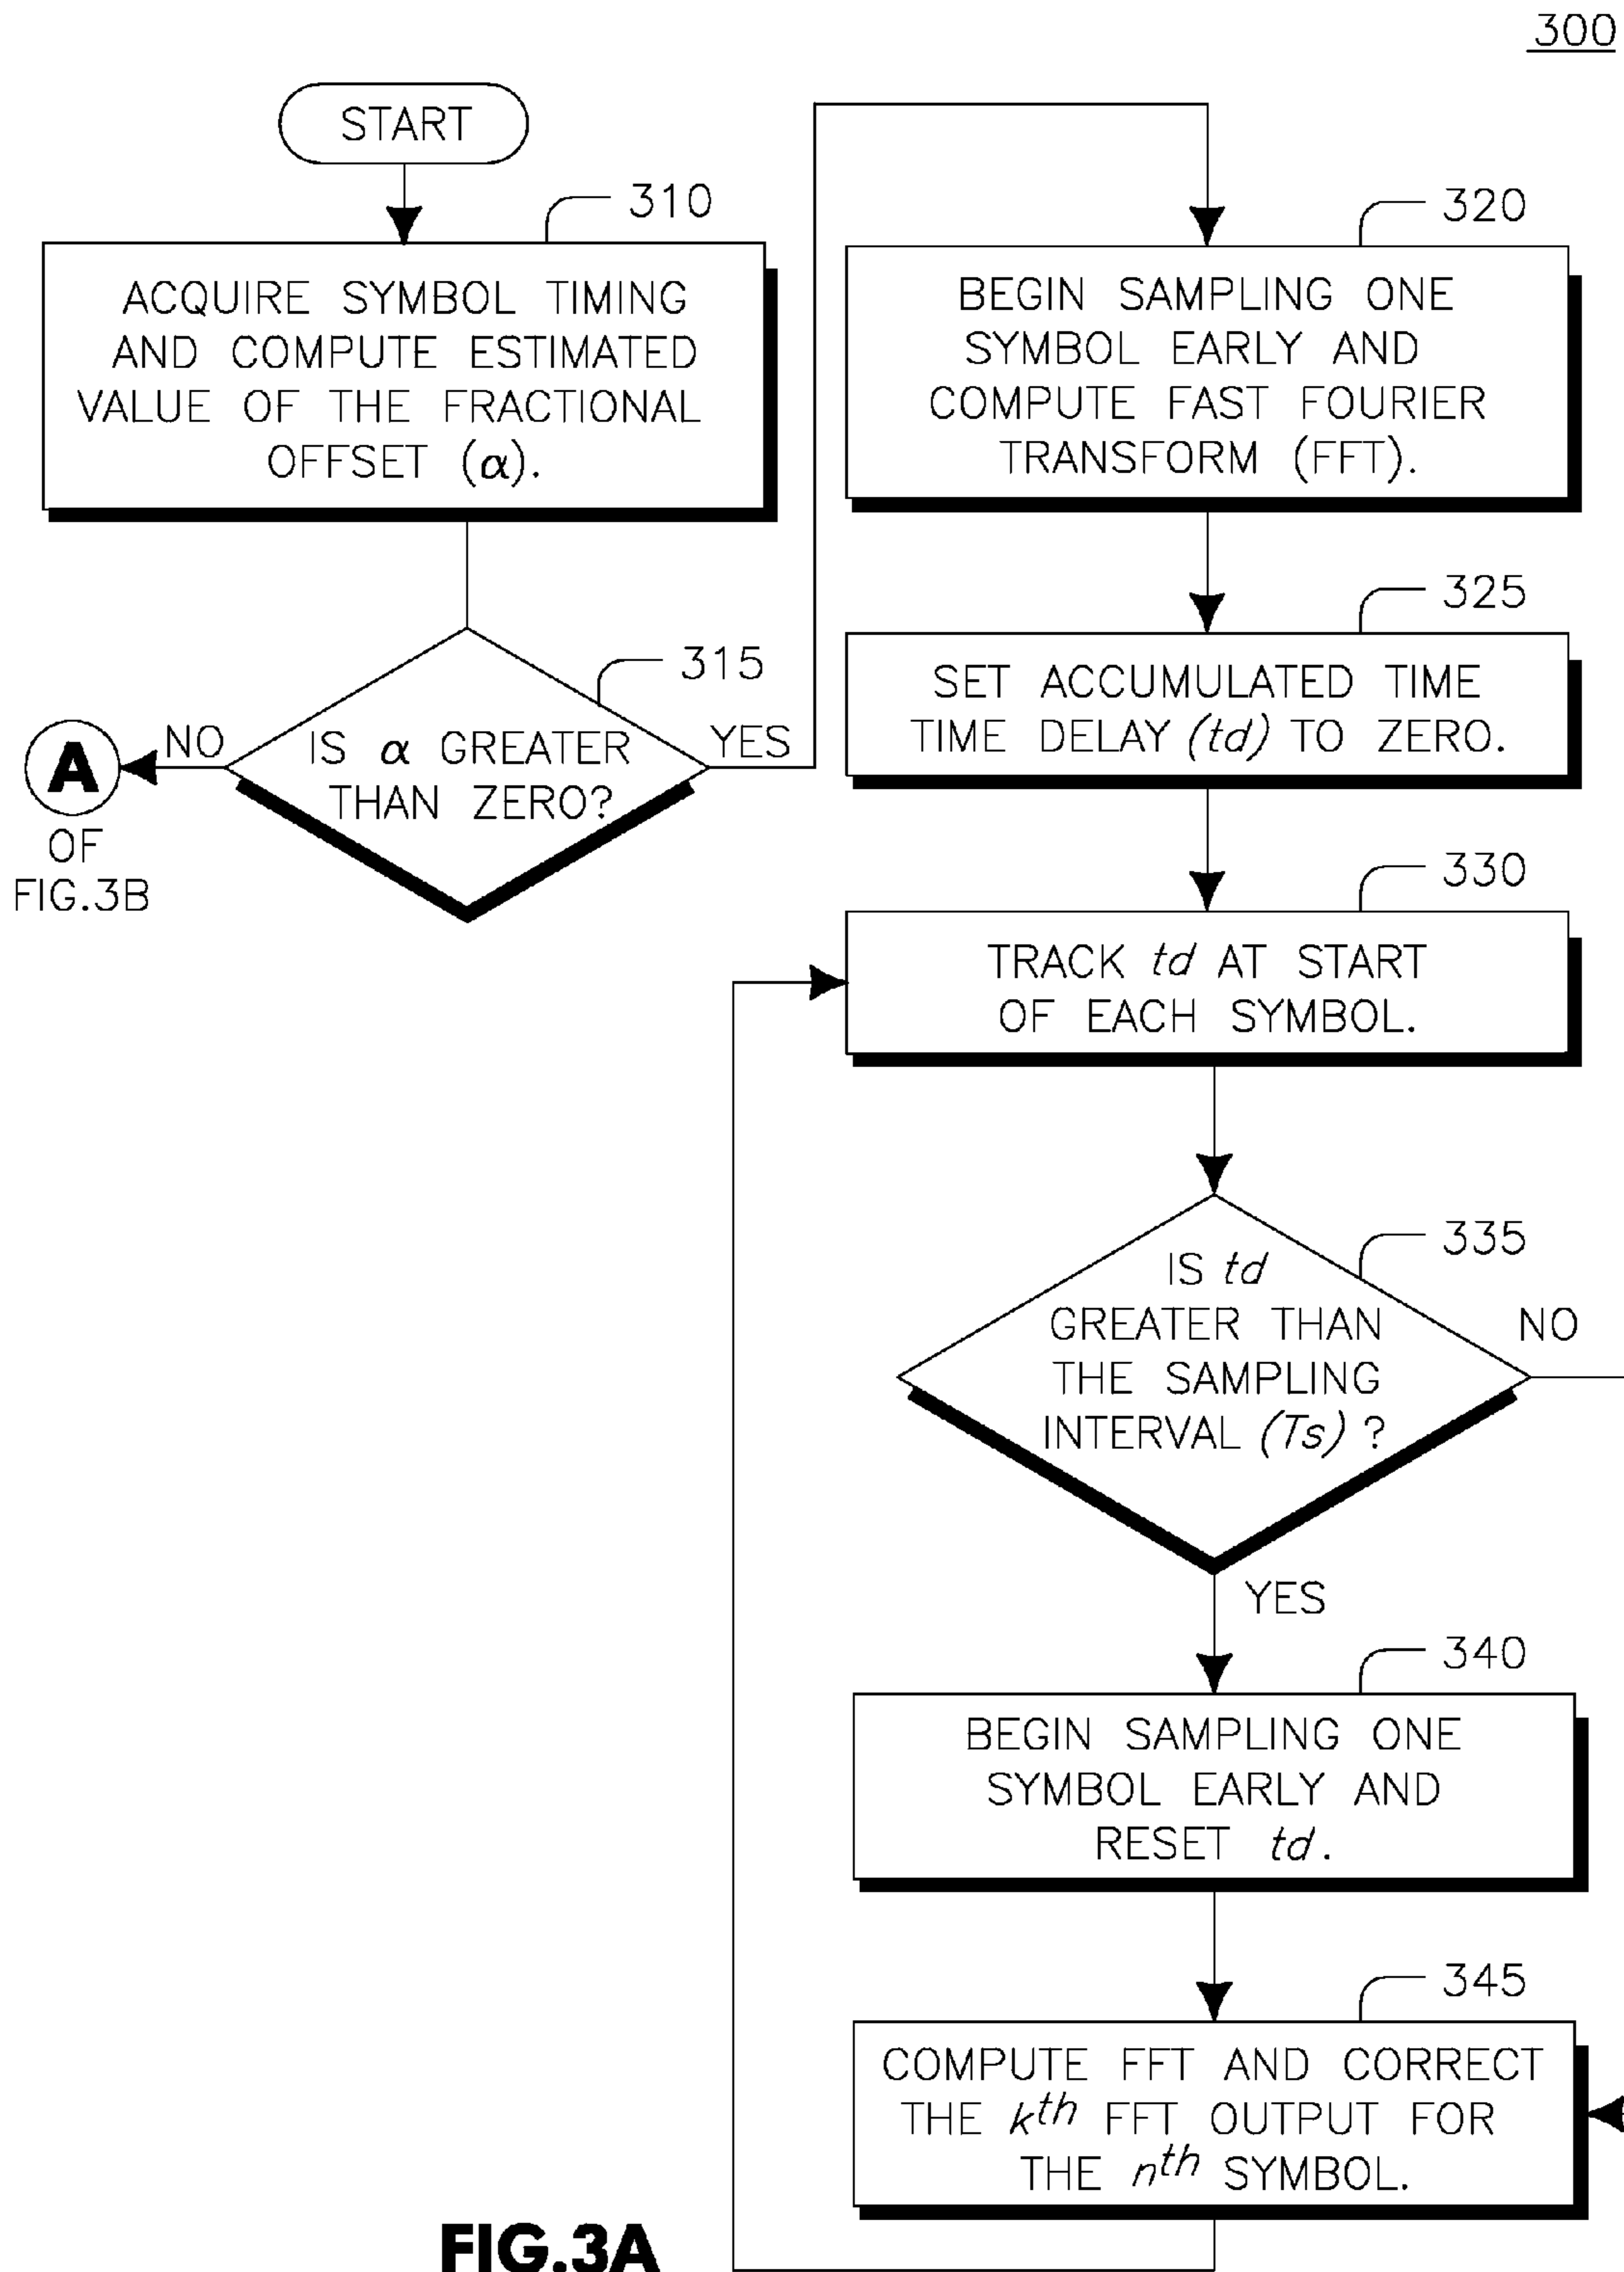 300
START
310
ACQUIRE SYMBOL TIMING
AND COMPUTE ESTIMATED
VALUE OF THE FRACTIONAL
OFFSET (α).
315
IS α GREATER
THAN ZERO?
NO
YES
A
OF
FIG.3B
320
BEGIN SAMPLING ONE
SYMBOL EARLY AND
COMPUTE FAST FOURIER
TRANSFORM (FFT).
325
SET ACCUMULATED TIME
TIME DELAY (td) TO ZERO.
330
TRACK td AT START
OF EACH SYMBOL.
335
IS td
GREATER THAN
THE SAMPLING
INTERVAL (Ts) ?
NO
YES
340
BEGIN SAMPLING ONE
SYMBOL EARLY AND
RESET td.
345
COMPUTE FFT AND CORRECT
THE kth FFT OUTPUT FOR
THE nth SYMBOL.
FIG.3A